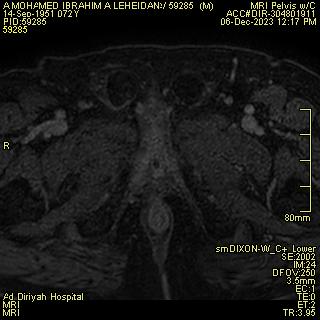 A MOHAMED IBRAHIM A LEHEIDAN:/ 59285 (M)
14-Sep-1951 072Y
PID:59285
59285
MRI Pelvis w/C
ACC#DIR-304801911
06-Dec-2023 12:17 PM
R
80mm
smDIXON-W_C+ Lower
SE:2002
IM:24
DFOV:250
3.5mm
EC:1
TE:0
ET:2
TR:3.95
Ad Diriyah Hospital
MRI
MRI